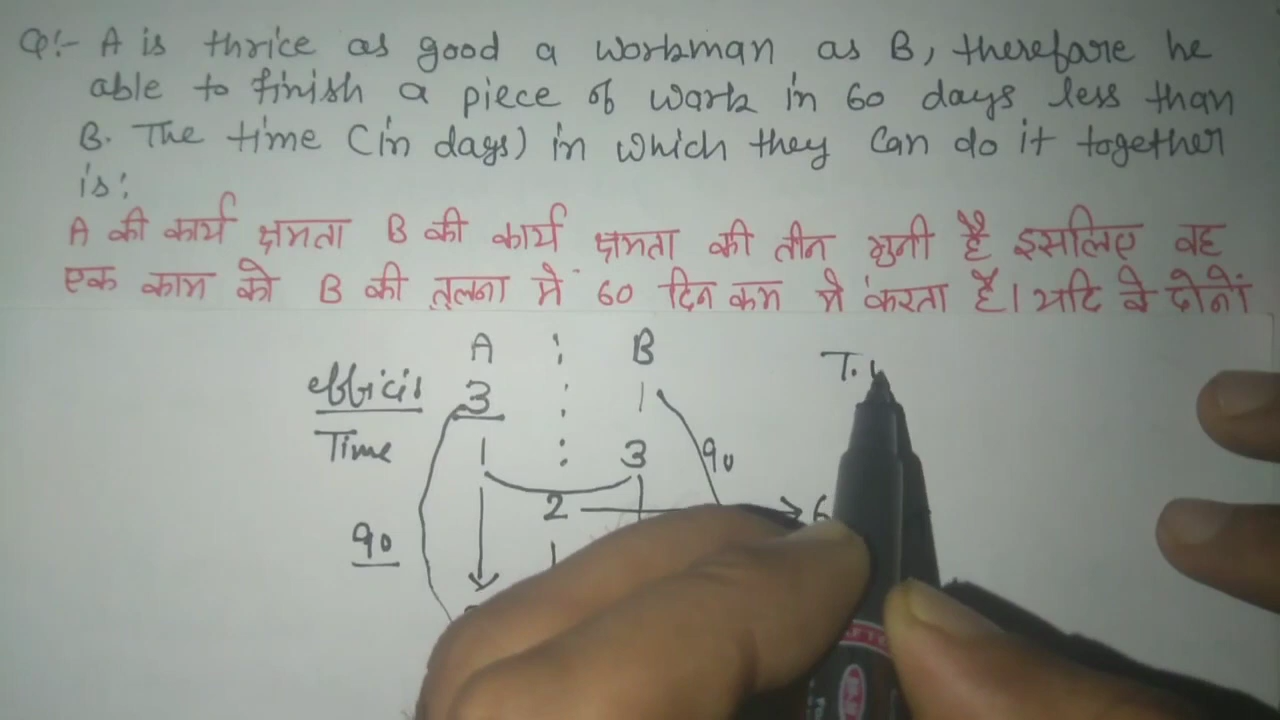 Q:- A is thrice as good a workman as B, therefore he
able to finish a piece of work in 60 days less than
B. The time (in days) in which they can do it together
is:
A की कार्य क्षमता B की कार्य क्षमता की तीन गुनी है इसलिए वह
एक काम को B की तुलना में 60 दिन कम मे करता है। यदि वे दोनों
A : B
3 : 1
Time 1 : 3 90
2 → 6
90 1
T.